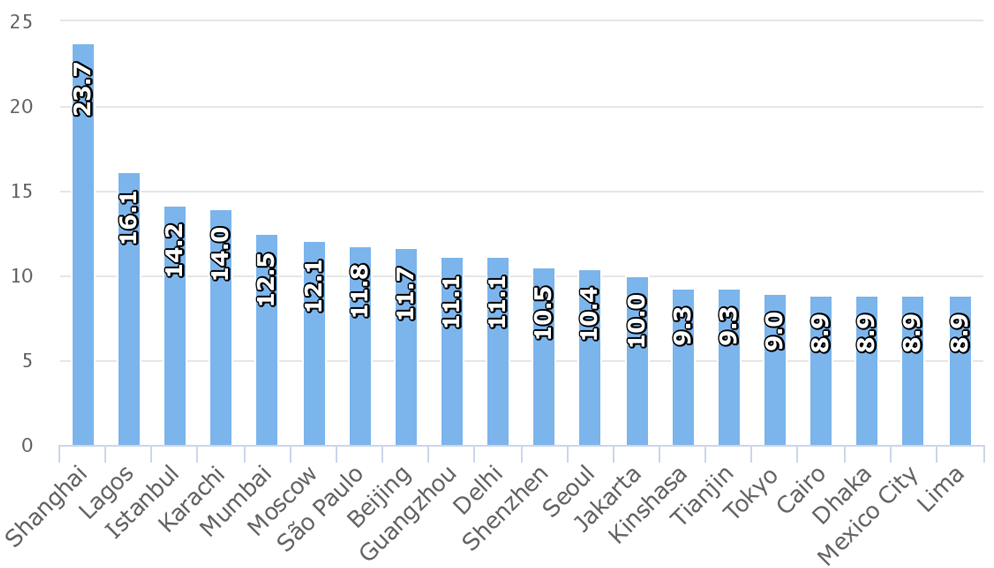 25
20
15
10
5
0
23.7
16.1
14.2
14.0
12.5
12.1
11.8
11.7
11.1
11.1
10.5
10.4
10.0
9.3
9.3
9.0
8.9
8.9
8.9
8.9
Shanghai
Lagos
Istanbul
Karachi
Mumbai
Moscow
São Paulo
Beijing
Guangzhou
Delhi
Shenzhen
Seoul
Jakarta
Kinshasa
Tianjin
Tokyo
Cairo
Dhaka
Mexico City
Lima